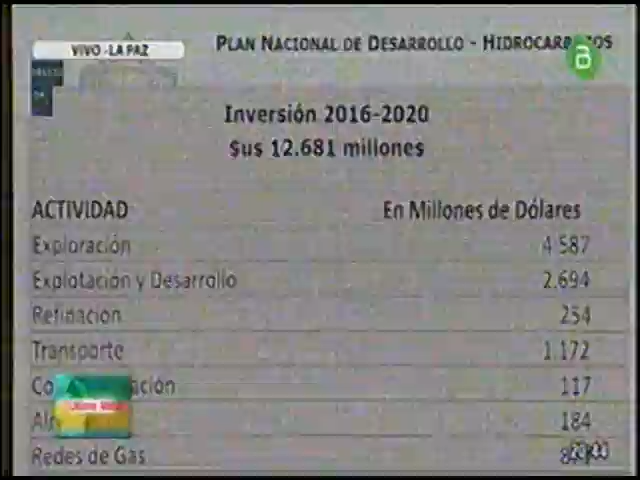 VIVO - LA PAZ
PLAN NACIONAL DE DESARROLLO - HIDROCARBUROS
a
Inversión 2016-2020
$us 12.681 millones
ACTIVIDAD En Millones de Dólares
Exploración 4.587
Explotación y Desarrollo 2.694
Refinación 254
Transporte 1.172
117
184
Redes de Gas